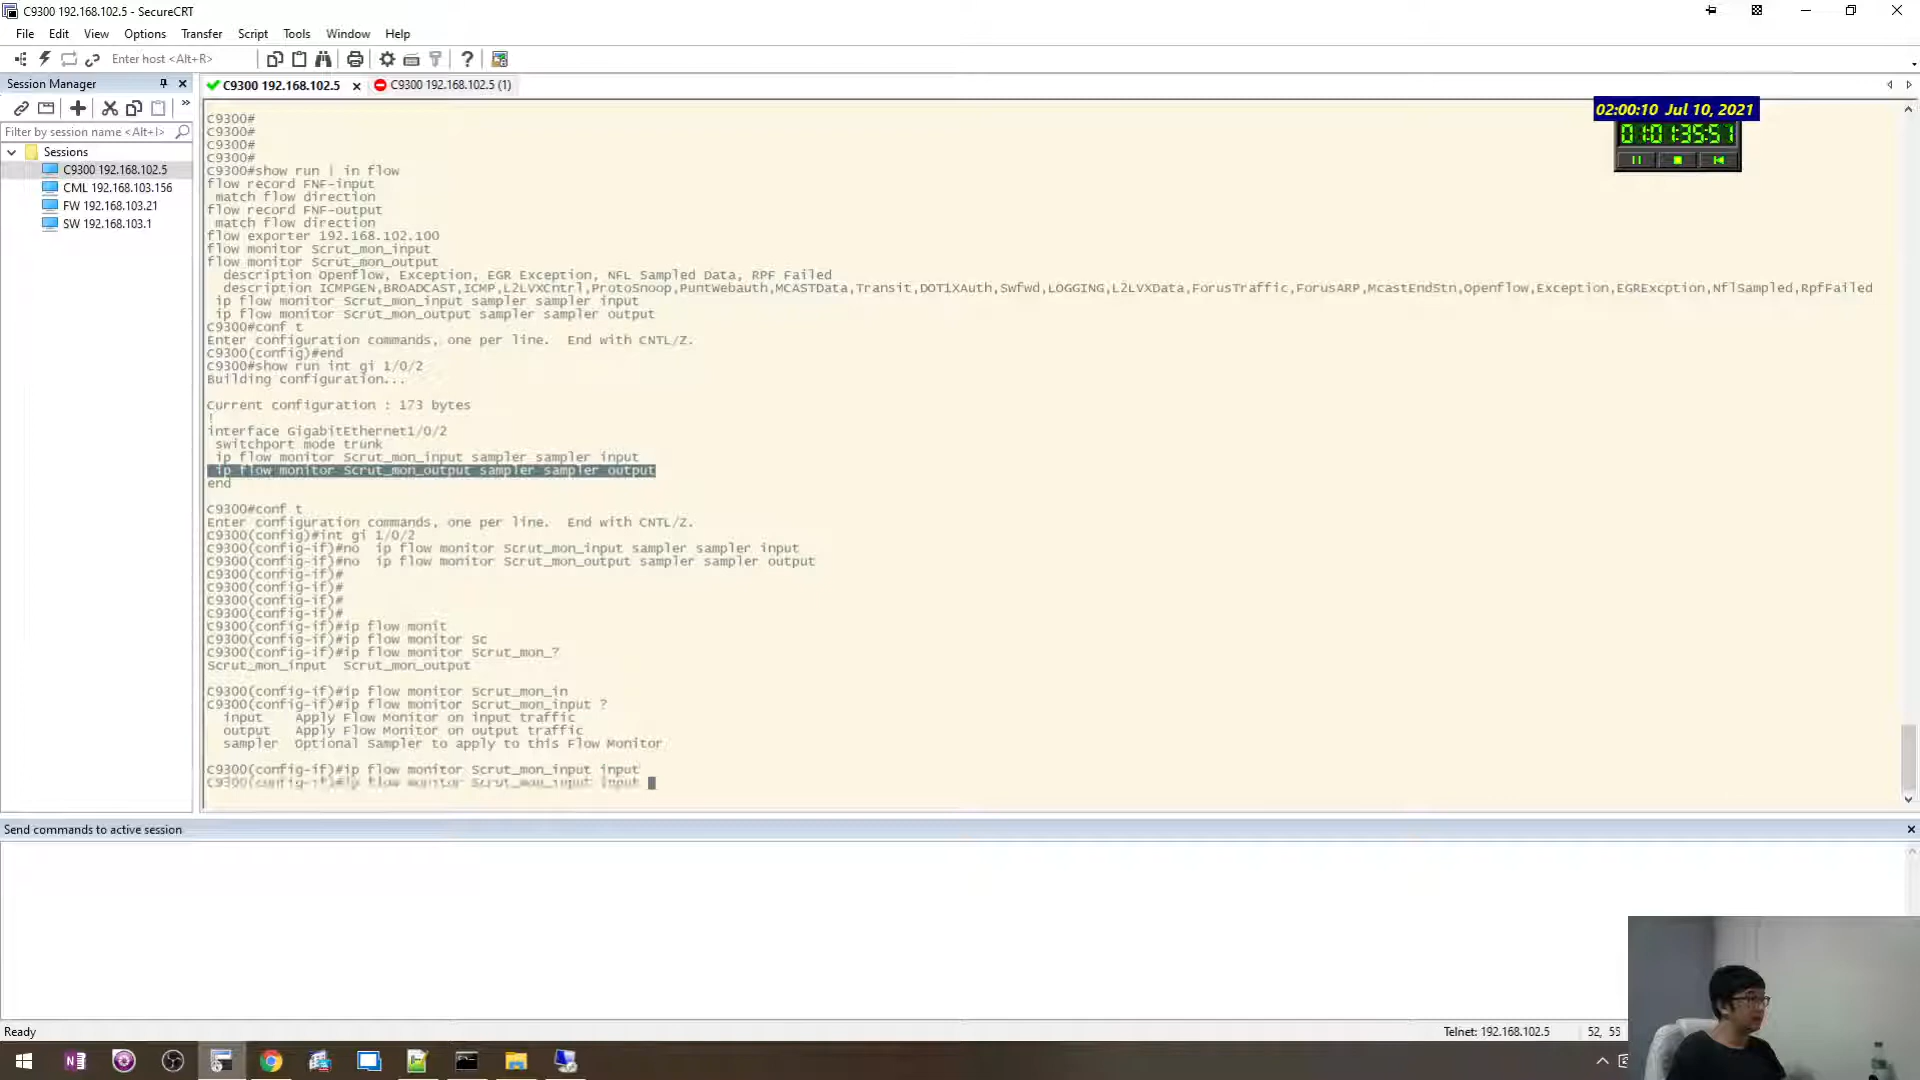 C9300 192.168.102.5 - SecureCRT
File Edit View Options Transfer Script Tools Window Help
Enter host <Alt+R>
Session Manager
C9300 192.168.102.5
C9300 192.168.102.5 (1)
Filter by session name <Alt+I>
Sessions
C9300 192.168.102.5
CML 192.168.103.156
FW 192.168.103.21
SW 192.168.103.1
02:00:10 Jul 10, 2021
01:01:35:51
C9300#
C9300#
C9300#
C9300#
C9300#show run | in flow
flow record FNF-input
match flow direction
flow record FNF-output
match flow direction
flow exporter 192.168.102.100
flow monitor Scrut_mon_input
flow monitor Scrut_mon_output
description Openflow, Exception, EGR Exception, NFL Sampled Data, RPF Failed
description ICMPGEN,BROADCAST,ICMP,L2LVXCntrl,ProtoSnoop,PuntWebauth,MCASTData,Transit,DOT1XAuth,Swfwd,LOGGING,L2LVXData,ForusTraffic,ForusARP,McastEndStn,Openflow,Exception,EGRExcption,NflSampled,RpfFailed
ip flow monitor Scrut_mon_input sampler sampler input
ip flow monitor Scrut_mon_output sampler sampler output
C9300#conf t
Enter configuration commands, one per line.  End with CNTL/Z.
C9300(config)#end
C9300#show run int gi 1/0/2
Building configuration...
Current configuration : 173 bytes
!
interface GigabitEthernet1/0/2
switchport mode trunk
ip flow monitor Scrut_mon_input sampler sampler input
ip flow monitor Scrut_mon_output sampler sampler output
end
C9300#conf t
Enter configuration commands, one per line.  End with CNTL/Z.
C9300(config)#int gi 1/0/2
C9300(config-if)#no  ip flow monitor Scrut_mon_input sampler sampler input
C9300(config-if)#no  ip flow monitor Scrut_mon_output sampler sampler output
C9300(config-if)#
C9300(config-if)#
C9300(config-if)#
C9300(config-if)#
C9300(config-if)#ip flow monit
C9300(config-if)#ip flow monitor Sc
C9300(config-if)#ip flow monitor Scrut_mon_?
Scrut_mon_input  Scrut_mon_output
C9300(config-if)#ip flow monitor Scrut_mon_in
C9300(config-if)#ip flow monitor Scrut_mon_input ?
input    Apply Flow Monitor on input traffic
output   Apply Flow Monitor on output traffic
sampler  Optional Sampler to apply to this Flow Monitor
C9300(config-if)#ip flow monitor Scrut_mon_input input
C9300(config-if)#ip flow monitor Scrut_mon_input input
Send commands to active session
Ready
Telnet: 192.168.102.5
52, 55